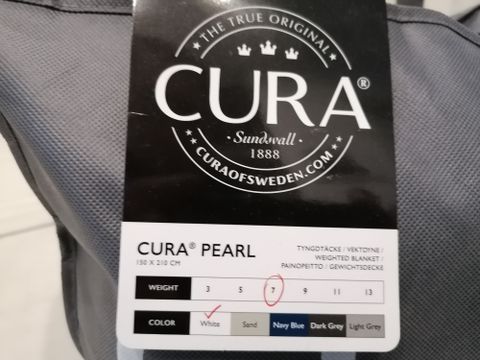 THE TRUE ORIGINAL
CURA®
· Sundsvall ·
1888
CURAOFSWEDEN.COM
CURA® PEARL
150 X 210 CM
TYNGDTÄCKE / VEKTDYNE /
WEIGHTED BLANKET /
PAINOPEITTO / GEWICHTSDECKE
WEIGHT 3 5 7 9 11 13
COLOR White Sand Navy Blue Dark Grey Light Grey